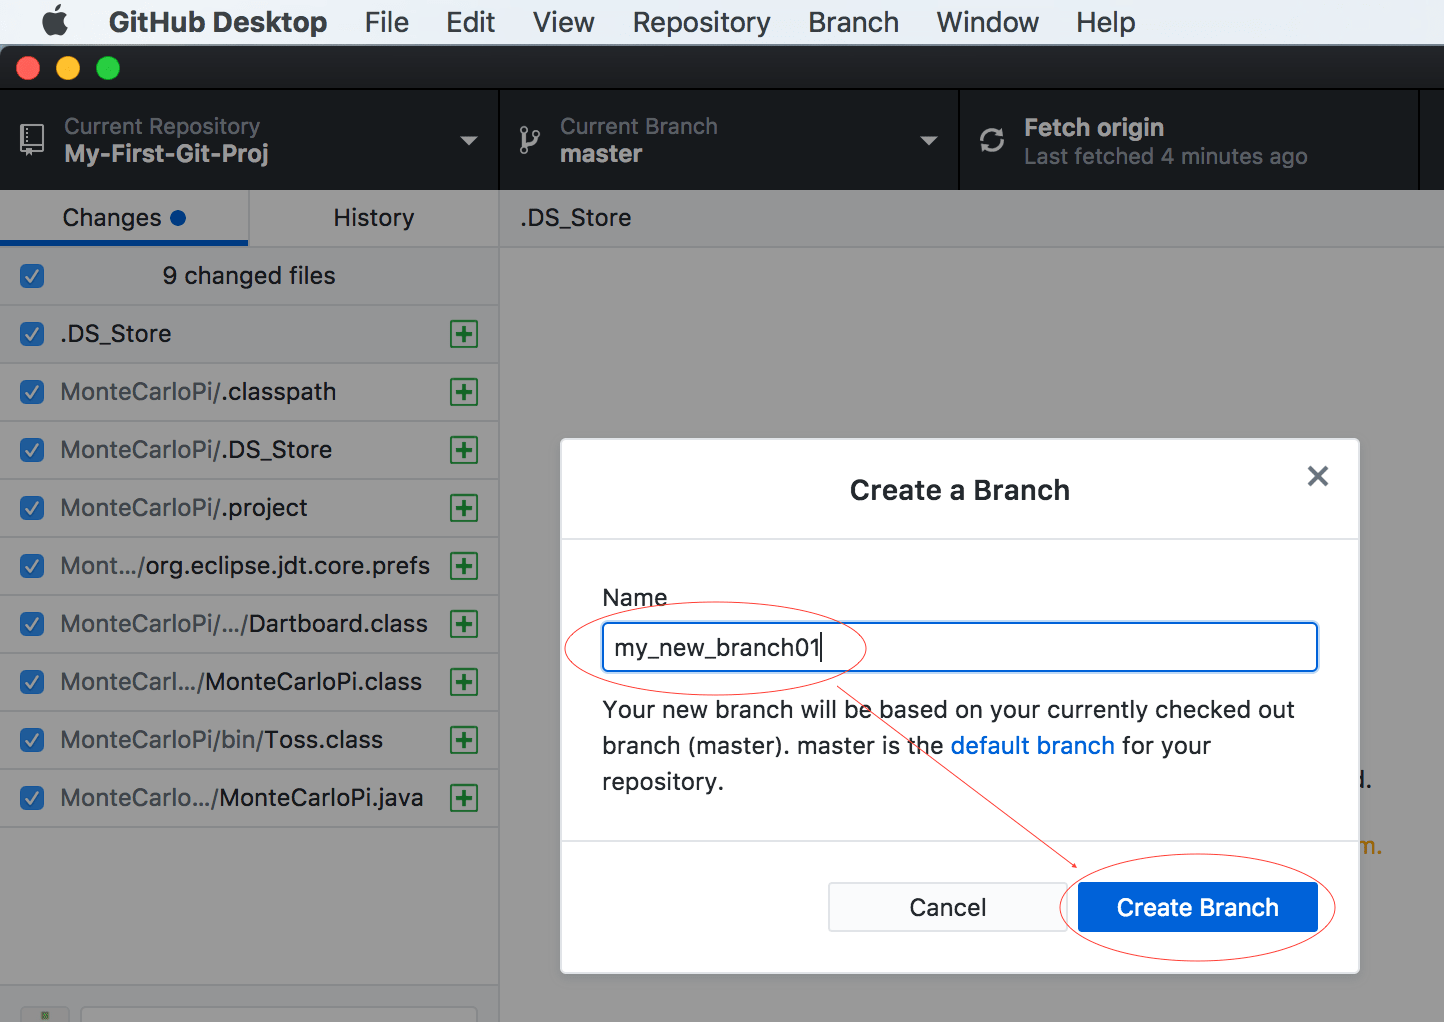 GitHub Desktop File Edit View Repository Branch Window Help
Current Repository
My-First-Git-Proj
Current Branch
master
Fetch origin
Last fetched 4 minutes ago
Changes
History
.DS_Store
9 changed files
.DS_Store
MonteCarloPi/.classpath
MonteCarloPi/.DS_Store
MonteCarloPi/.project
Mont.../org.eclipse.jdt.core.prefs
MonteCarloPi/.../Dartboard.class
MonteCarl.../MonteCarloPi.class
MonteCarloPi/bin/Toss.class
MonteCarlo.../MonteCarloPi.java
Create a Branch
Name
my_new_branch01
Your new branch will be based on your currently checked out
branch (master). master is the default branch for your
repository.
Cancel
Create Branch